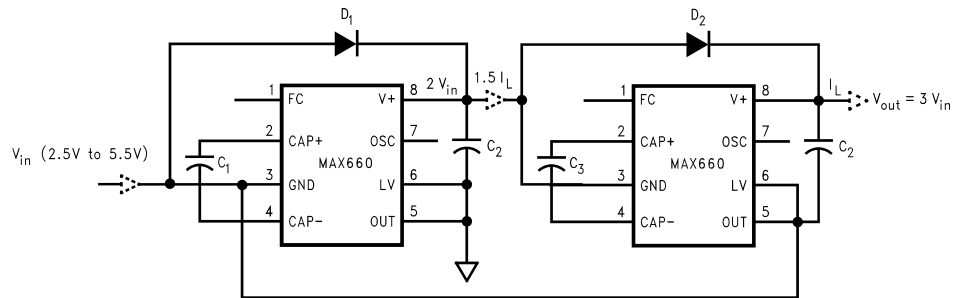 D1
D2
2 Vin
1.5 IL
IL
Vout = 3 Vin
Vin (2.5V to 5.5V)
1
FC
V+
8
2
CAP+
OSC
7
MAX660
3
GND
LV
6
4
CAP-
OUT
5
C1
C2
1
FC
V+
8
2
CAP+
OSC
7
MAX660
3
GND
LV
6
4
CAP-
OUT
5
C3
C2